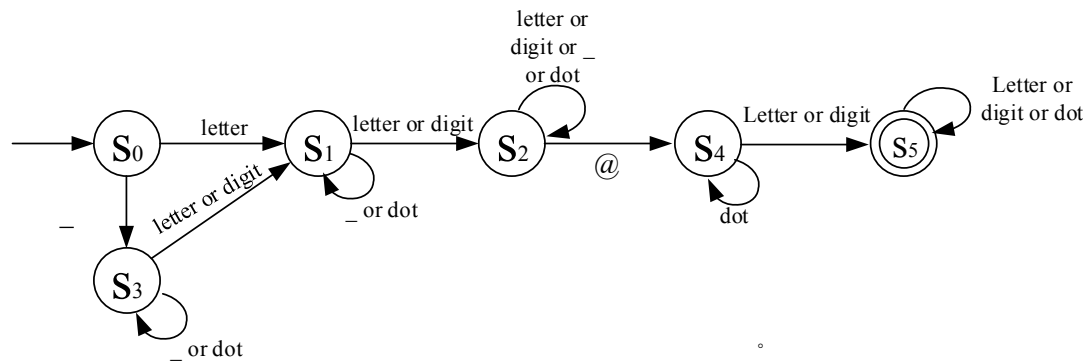 letter or
digit or _
or dot
Letter or
digit or dot
letter
letter or digit
Letter or digit
S0
S1
S2
S4
S5
@
letter or digit
_ or dot
dot
_
S3
_ or dot
。